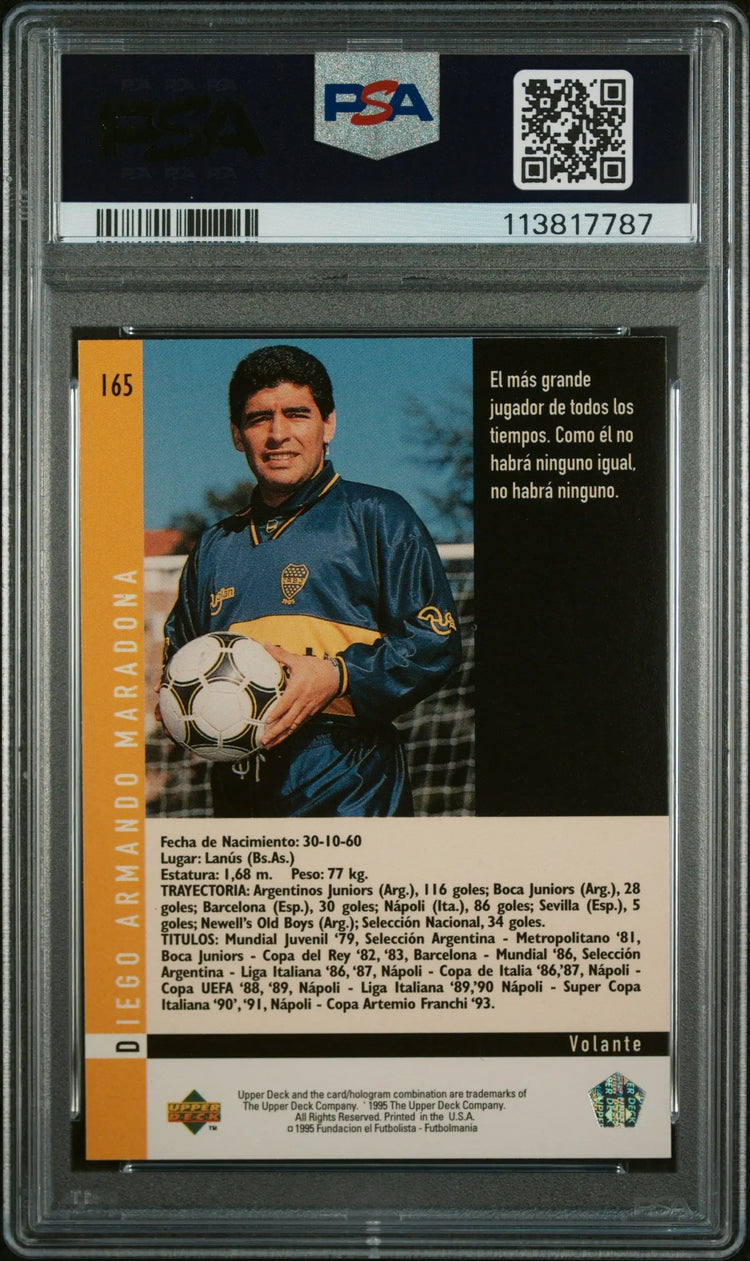 PSA
PSA
113817787
165
El más grande
jugador de todos los
tiempos. Como él no
habrá ninguno igual,
no habrá ninguno.
DIEGO ARMANDO MARADONA
Fecha de Nacimiento: 30-10-60
Lugar: Lanús (Bs.As.)
Estatura: 1,68 m. Peso: 77 kg.
TRAYECTORIA: Argentinos Juniors (Arg.), 116 goles; Boca Juniors (Arg.), 28
goles; Barcelona (Esp.), 30 goles; Nápoli (Ita.), 86 goles; Sevilla (Esp.), 5
goles; Newell's Old Boys (Arg.); Selección Nacional, 34 goles.
TITULOS: Mundial Juvenil '79, Selección Argentina - Metropolitano '81,
Boca Juniors - Copa del Rey '82, '83, Barcelona - Mundial '86, Selección
Argentina - Liga Italiana '86, '87, Nápoli - Copa de Italia '86,'87, Nápoli -
Copa UEFA '88, '89, Nápoli - Liga Italiana '89,'90 Nápoli - Super Copa
Italiana '90', '91, Nápoli - Copa Artemio Franchi '93.
Volante
UPPER
DECK
TM
Upper Deck and the card/hologram combination are trademarks of
The Upper Deck Company. ' 1995 The Upper Deck Company.
All Rights Reserved. Printed in the U.S.A.
¤ 1995 Fundacion el Futbolista - Futbolmania
PSA